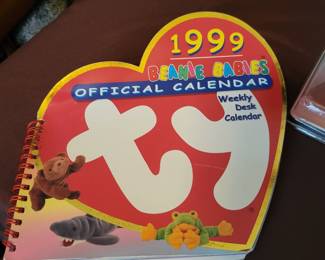 1999
BEANIE BABIES
OFFICIAL CALENDAR
Weekly
Desk
Calendar
ty
®